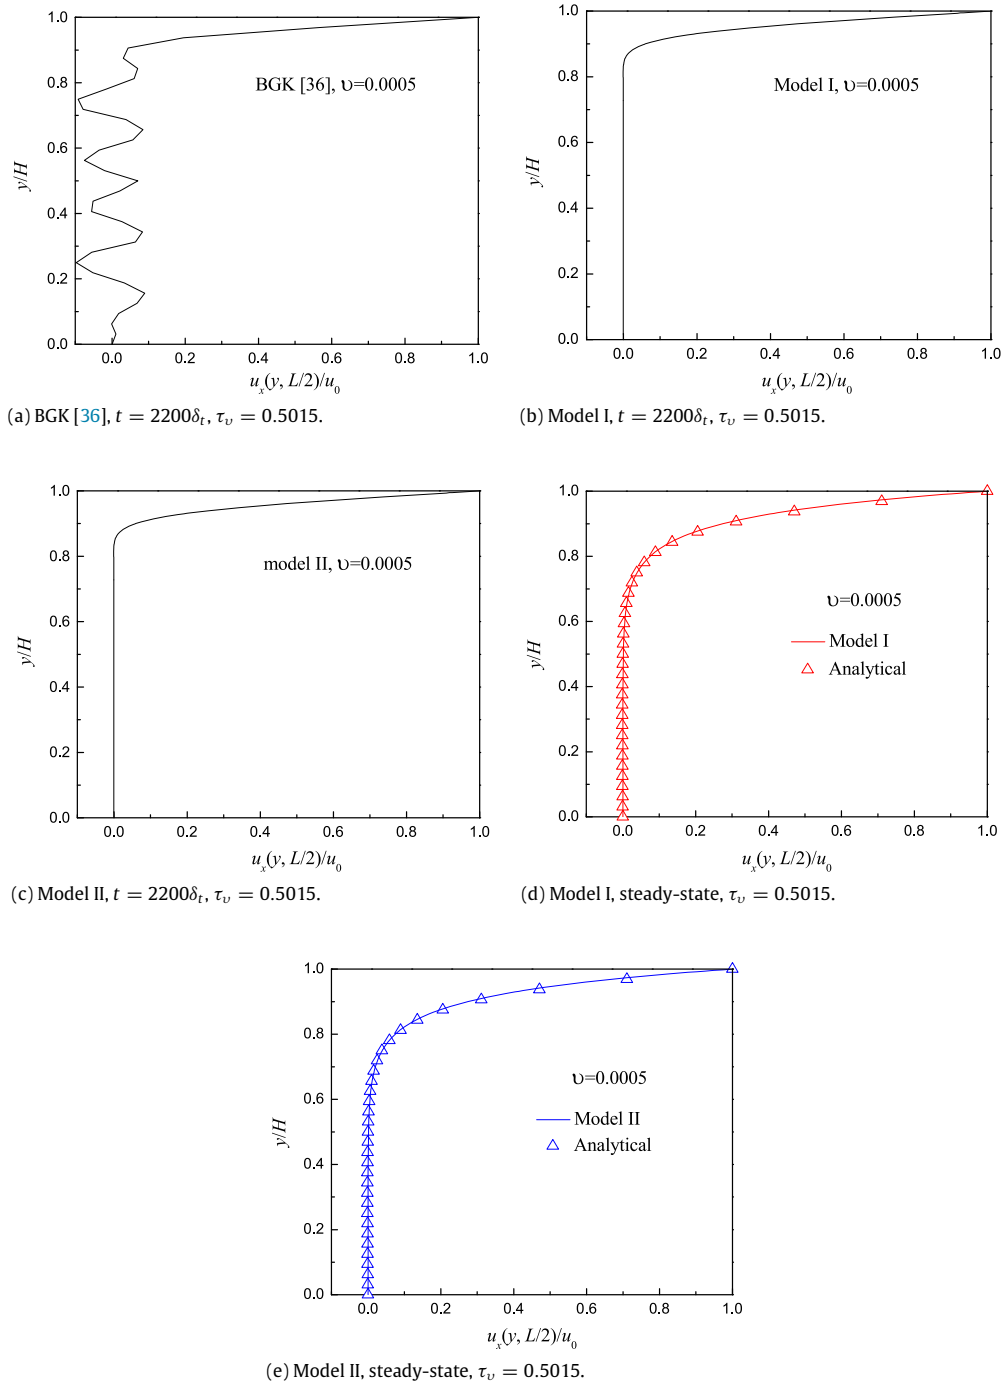 1.0
0.8
0.6
0.4
0.2
0.0
y/H
BGK [36], υ=0.0005
0.0 0.2 0.4 0.6 0.8 1.0
u_x(y, L/2)/u_0
(a) BGK [36], t = 2200δ_t, τ_υ = 0.5015.
1.0
0.8
0.6
0.4
0.2
0.0
y/H
Model I, υ=0.0005
0.0 0.2 0.4 0.6 0.8 1.0
u_x(y, L/2)/u_0
(b) Model I, t = 2200δ_t, τ_υ = 0.5015.
1.0
0.8
0.6
0.4
0.2
0.0
y/H
model II, υ=0.0005
0.0 0.2 0.4 0.6 0.8 1.0
u_x(y, L/2)/u_0
(c) Model II, t = 2200δ_t, τ_υ = 0.5015.
1.0
0.8
0.6
0.4
0.2
0.0
y/H
υ=0.0005
Model I
Analytical
0.0 0.2 0.4 0.6 0.8 1.0
u_x(y, L/2)/u_0
(d) Model I, steady-state, τ_υ = 0.5015.
1.0
0.8
0.6
0.4
0.2
0.0
y/H
υ=0.0005
Model II
Analytical
0.0 0.2 0.4 0.6 0.8 1.0
u_x(y, L/2)/u_0
(e) Model II, steady-state, τ_υ = 0.5015.